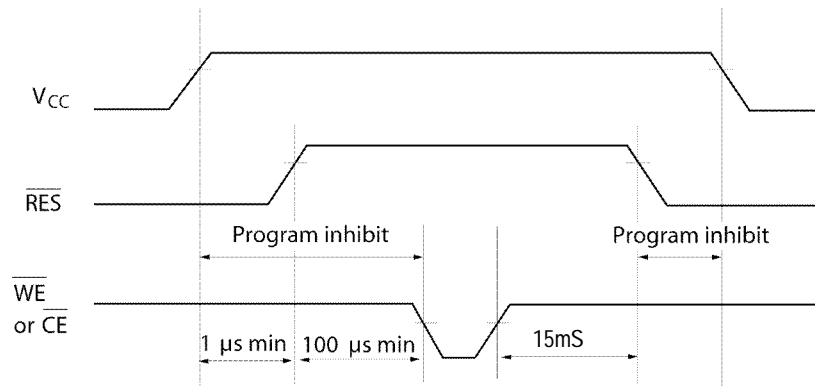 VCC
RES
Program inhibit
Program inhibit
WE
or CE
1 µs min
100 µs min
15mS